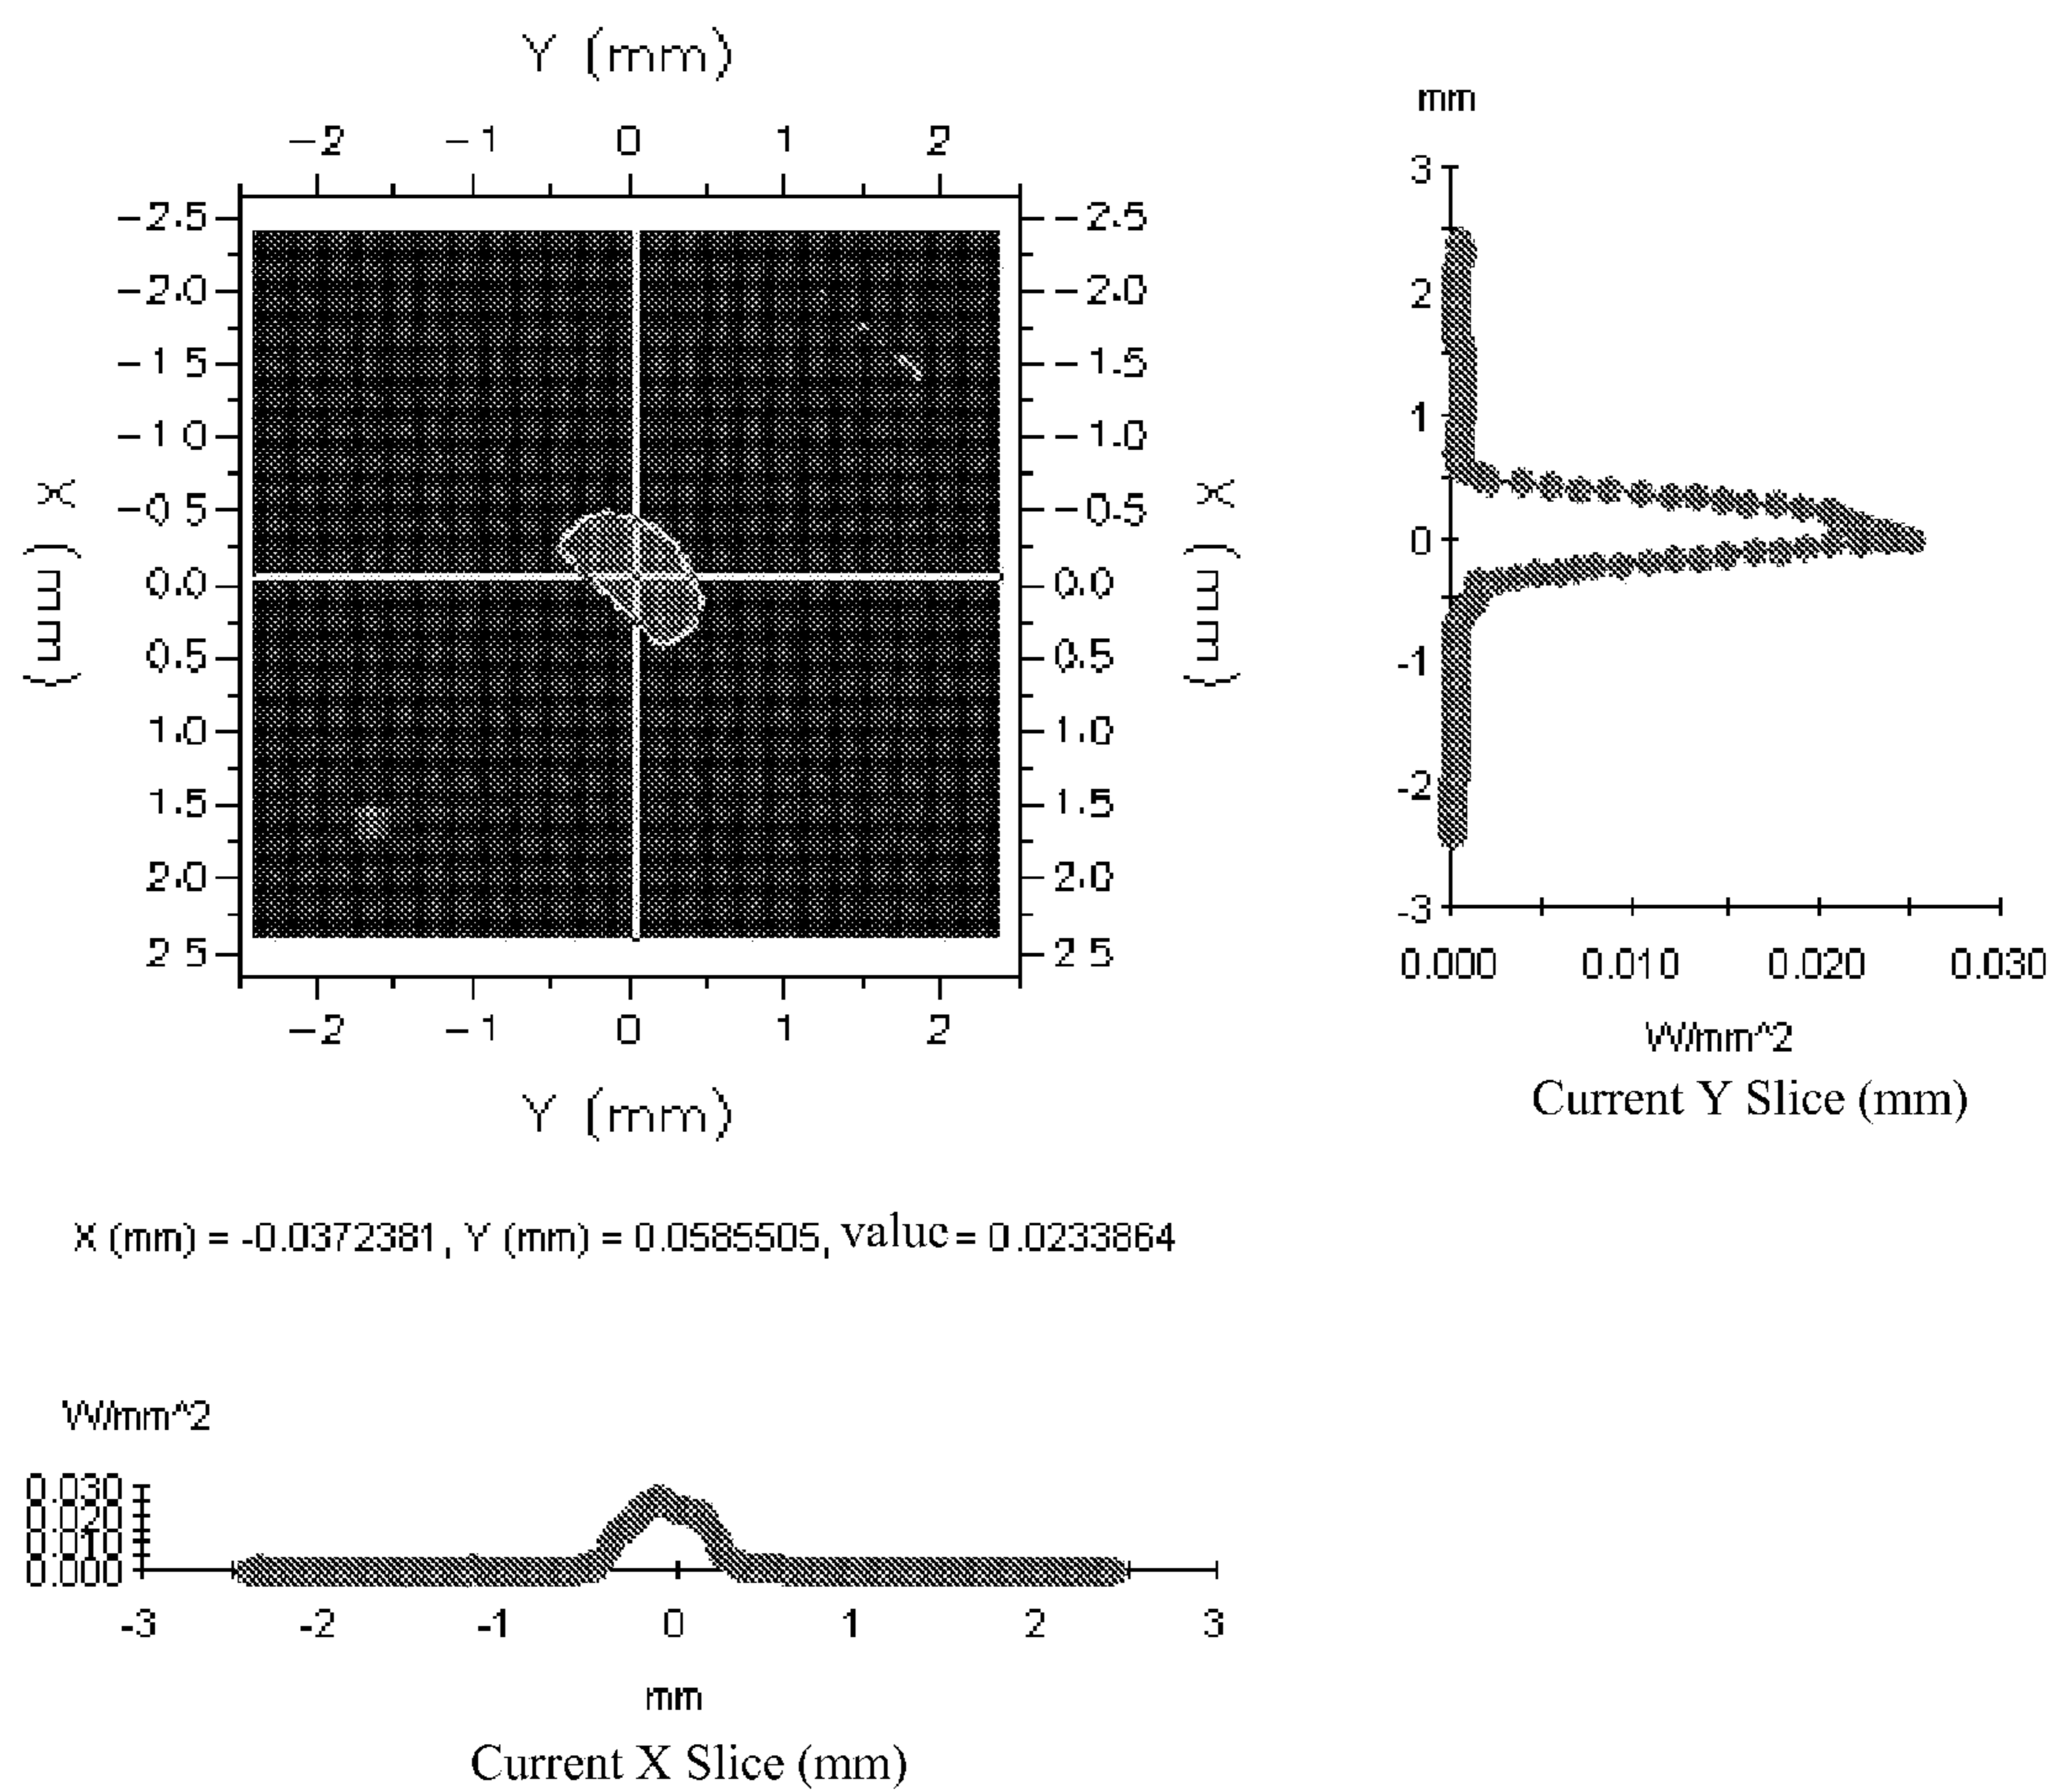 Y (mm)
-2 -1 0 1 2
-2.5 -2.5
-2.0 -2.0
-1 5 -1.5
-1 0 -1.0
-0 5 -0.5
0.0 0.0
0.5 0.5
1.0 1.0
1.5 1.5
2.0 2.0
2 5 2 5
X (mm)
X (mm)
-2 -1 0 1 2
Y (mm)
mm
3
2
1
0
-1
-2
-3
0.000 0.010 0.020 0.030
W/mm^2
Current Y Slice (mm)
X (mm) = -0.0372381, Y (mm) = 0.0585505, value = 0.0233864
W/mm^2
0.030
0.020
0.010
0.000
-3 -2 -1 0 1 2 3
mm
Current X Slice (mm)